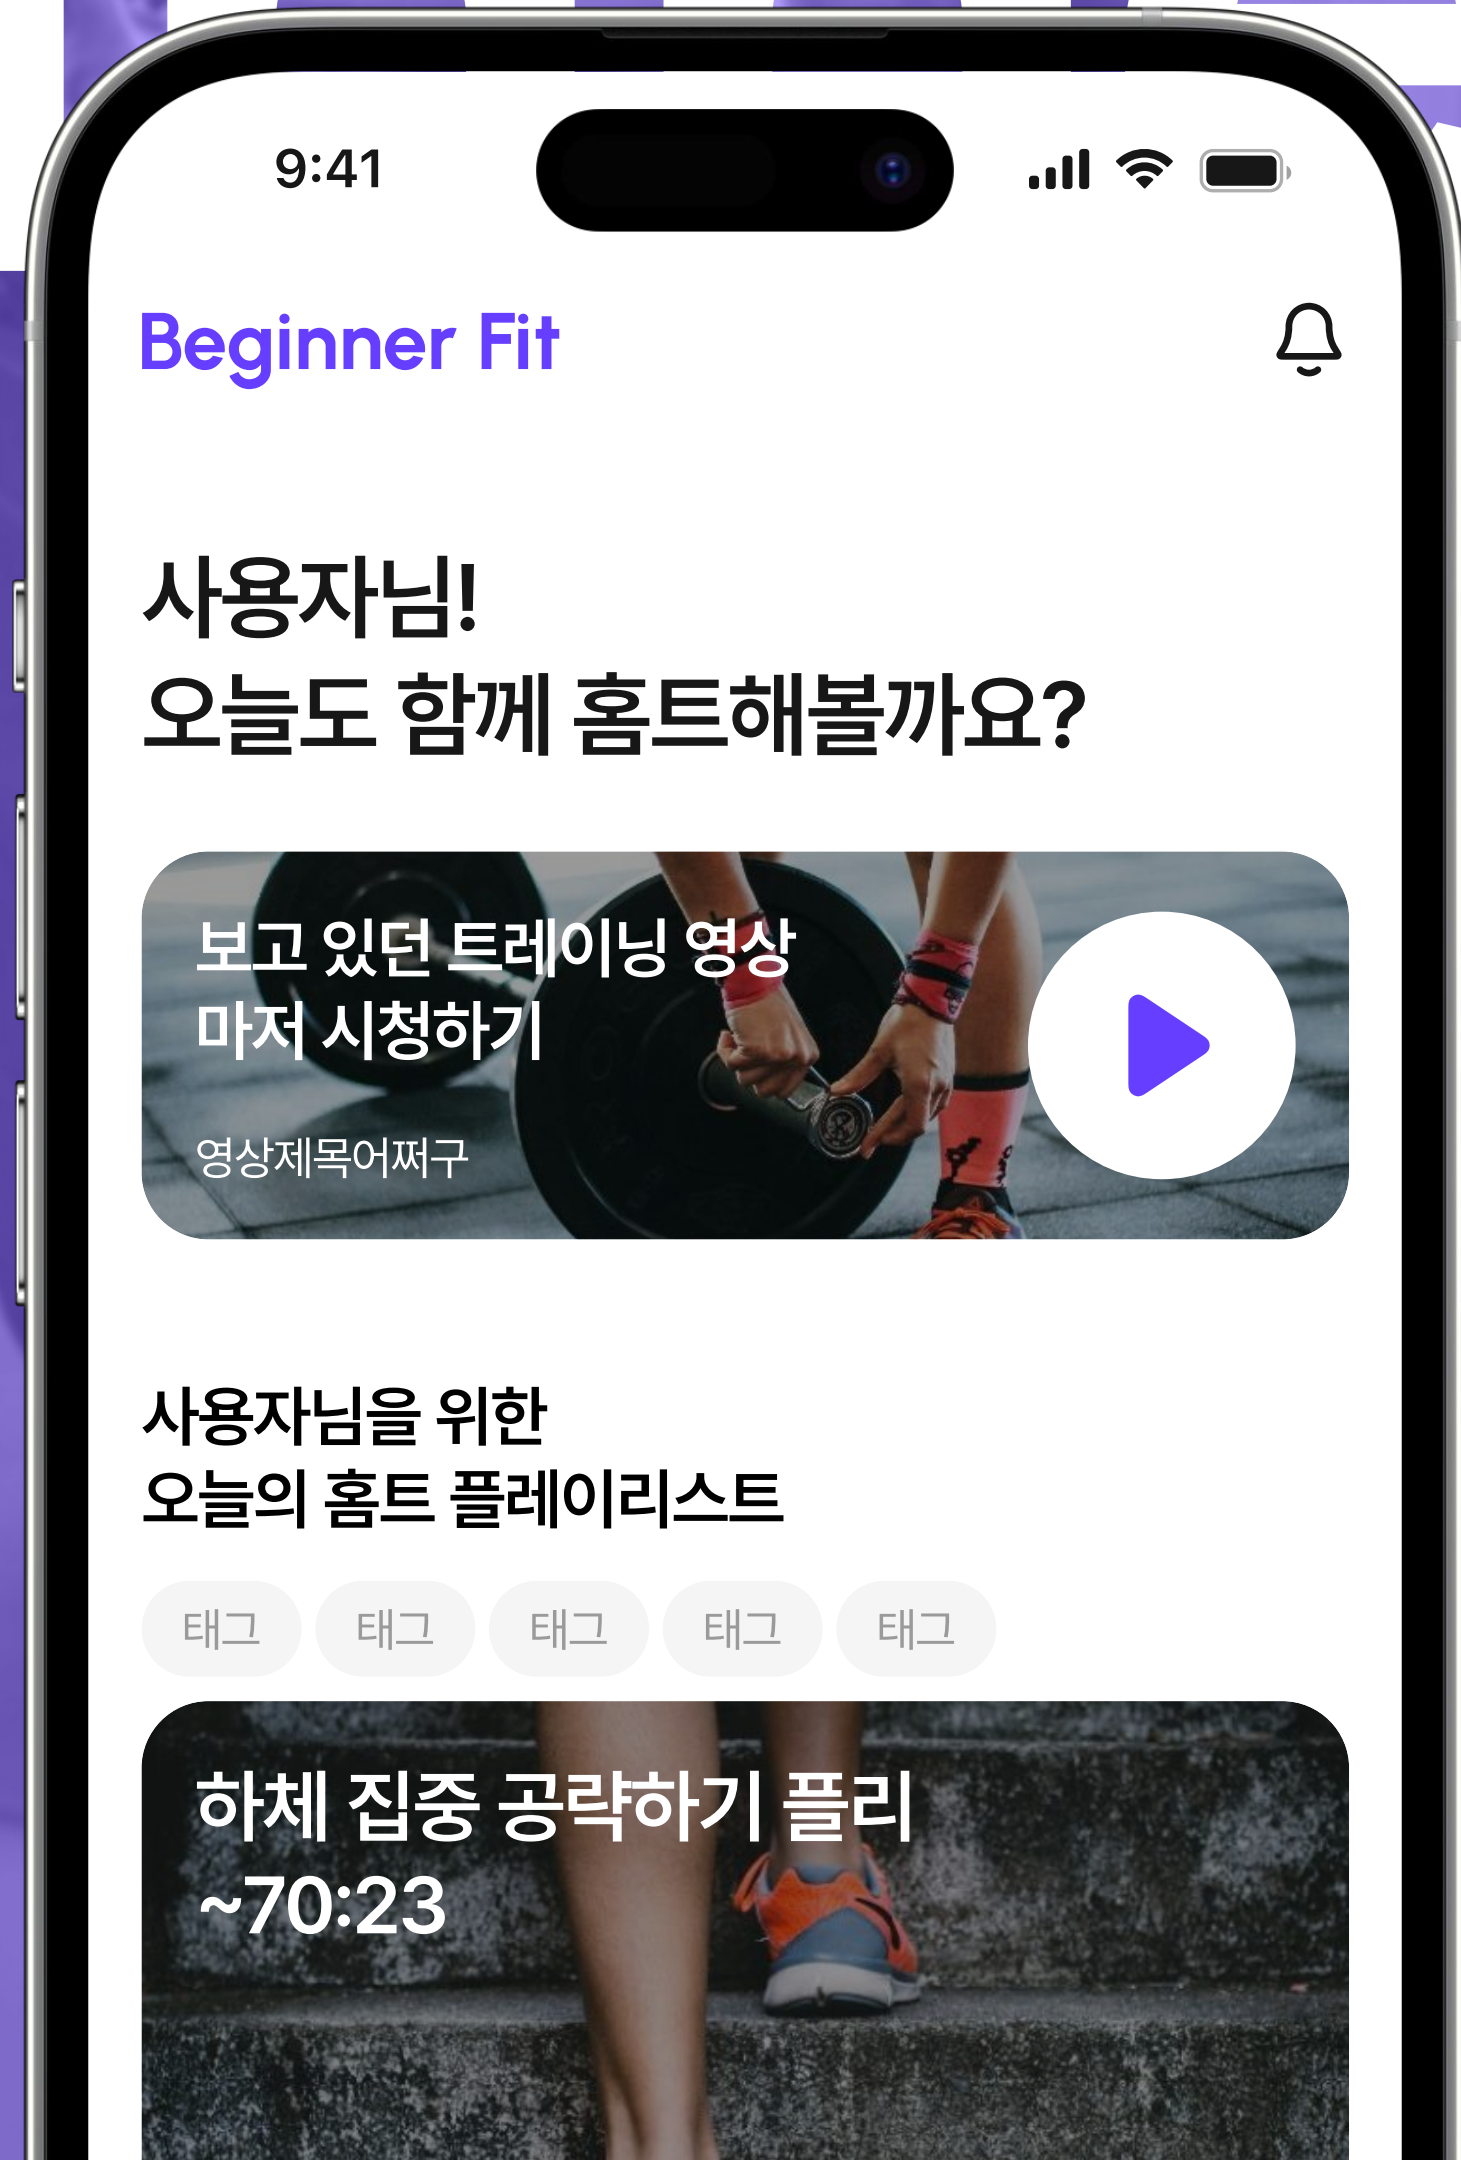 9:41
Beginner Fit
사용자님!
오늘도 함께 홈트해볼까요?
보고 있던 트레이닝 영상
마저 시청하기
영상제목어쩌구
사용자님을 위한
오늘의 홈트 플레이리스트
태그 태그 태그 태그 태그
하체 집중 공략하기 플리
~70:23